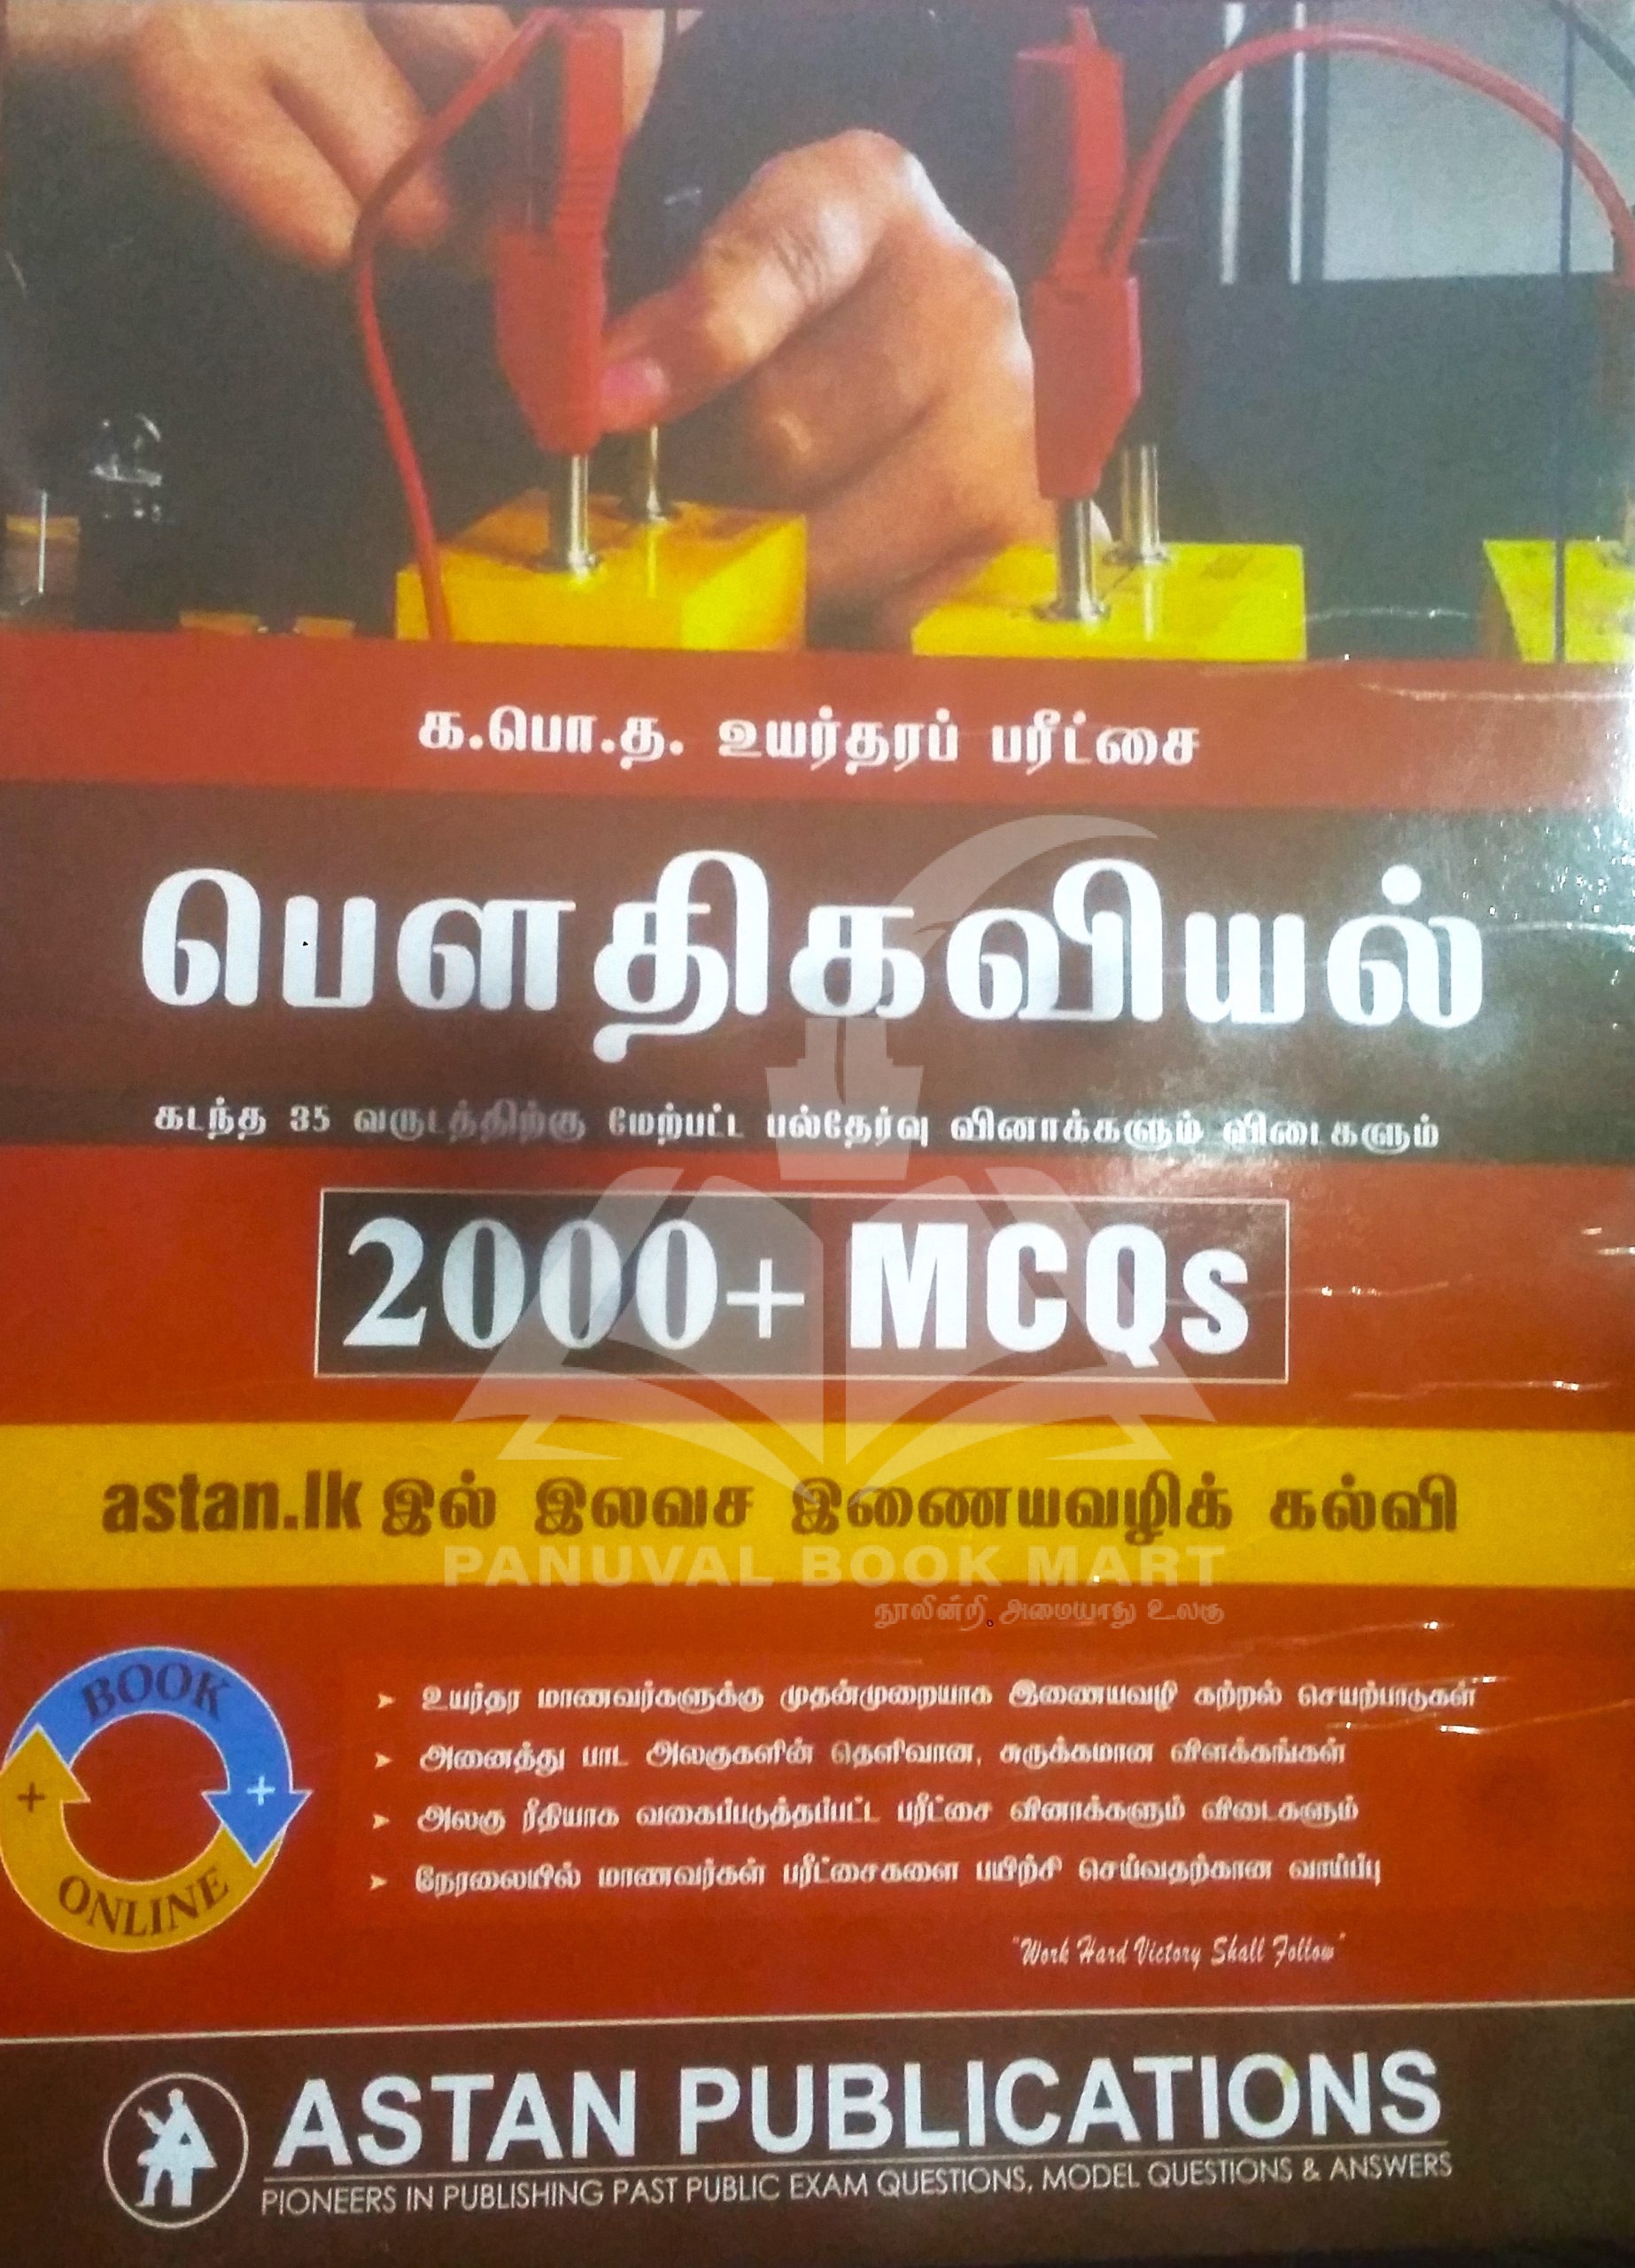 க.பொ.த. உயர்தரப் பரீட்சை
பௌதிகவியல்
கடந்த 35 வருடத்திற்கு மேற்பட்ட பல்தேர்வு வினாக்களும் விடைகளும்
2000+ MCQs
astan.lk இல் இலவச இணையவழிக் கல்வி
PANUVAL BOOK MART
நூலின்றி அமையாது உலகு
BOOK
+ +
ONLINE
➤ உயர்தர மாணவர்களுக்கு முதன்முறையாக இணையவழி கற்றல் செயற்பாடுகள்
➤ அனைத்து பாட அலகுகளின் தெளிவான, சுருக்கமான விளக்கங்கள்
➤ அலகு ரீதியாக வகைப்படுத்தப்பட்ட பரீட்சை வினாக்களும் விடைகளும்
➤ நேரலையில் மாணவர்கள் பரீட்சைகளை பயிற்சி செய்வதற்கான வாய்ப்பு
"Work Hard Victory Shall Follow"
ASTAN PUBLICATIONS
PIONEERS IN PUBLISHING PAST PUBLIC EXAM QUESTIONS, MODEL QUESTIONS & ANSWERS